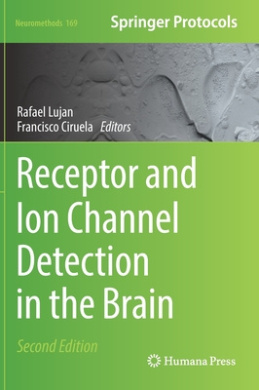 Neuromethods 169
Springer Protocols
Rafael Lujan
Francisco Ciruela Editors
Receptor and
Ion Channel
Detection
in the Brain
Second Edition
Humana Press